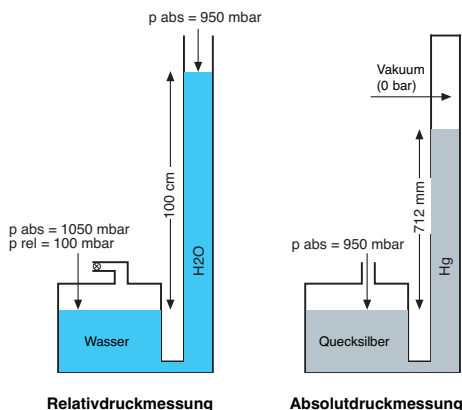 p abs = 950 mbar
100 cm
H2O
p abs = 1050 mbar
p rel = 100 mbar
Wasser
Relativdruckmessung
Vakuum
(0 bar)
712 mm
Hg
p abs = 950 mbar
Quecksilber
Absolutdruckmessung